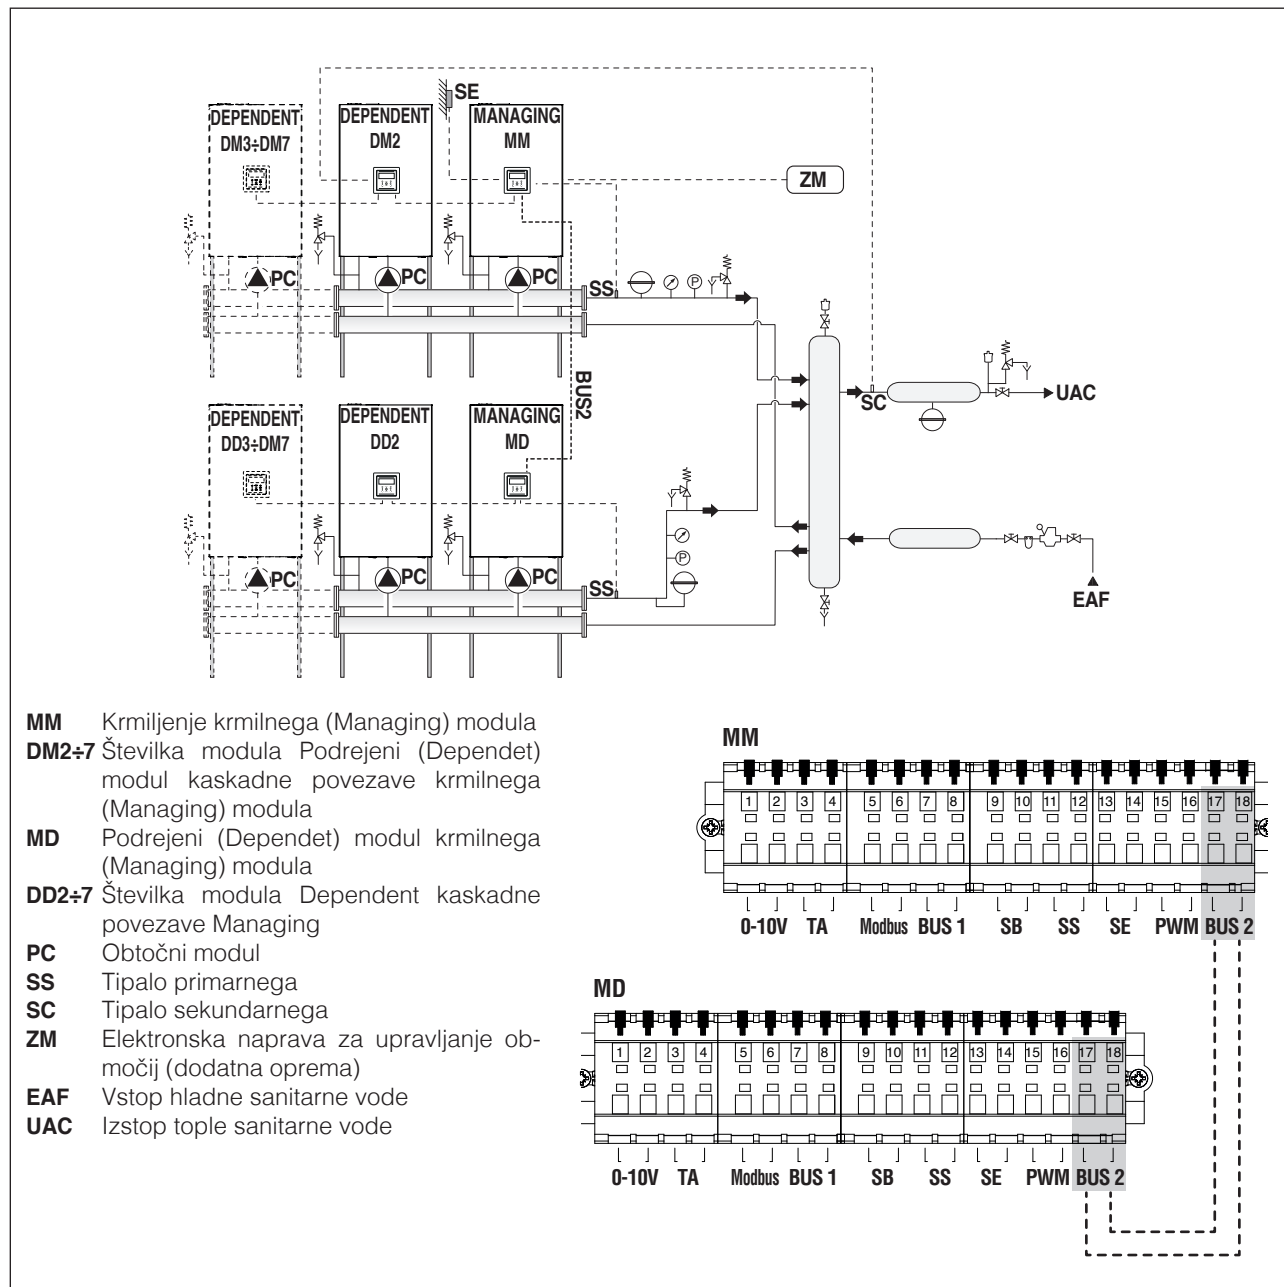 SE
DEPENDENT
DM3÷DM7
DEPENDENT
DM2
MANAGING
MM
ZM
PC
PC
PC
SS
P
BUS2
SC
UAC
DEPENDENT
DD3÷DM7
DEPENDENT
DD2
MANAGING
MD
P
PC
PC
PC
SS
EAF
MM Krmiljenje krmilnega (Managing) modula
DM2÷7 Številka modula Podrejeni (Dependet)
modul kaskadne povezave krmilnega
(Managing) modula
MD Podrejeni (Dependet) modul krmilnega
(Managing) modula
DD2÷7 Številka modula Dependent kaskadne
povezave Managing
PC Obtočni modul
SS Tipalo primarnega
SC Tipalo sekundarnega
ZM Elektronska naprava za upravljanje ob-
močij (dodatna oprema)
EAF Vstop hladne sanitarne vode
UAC Izstop tople sanitarne vode
MM
1 2 3 4 5 6 7 8 9 10 11 12 13 14 15 16 17 18
0-10V TA Modbus BUS 1 SB SS SE PWM BUS 2
MD
1 2 3 4 5 6 7 8 9 10 11 12 13 14 15 16 17 18
0-10V TA Modbus BUS 1 SB SS SE PWM BUS 2